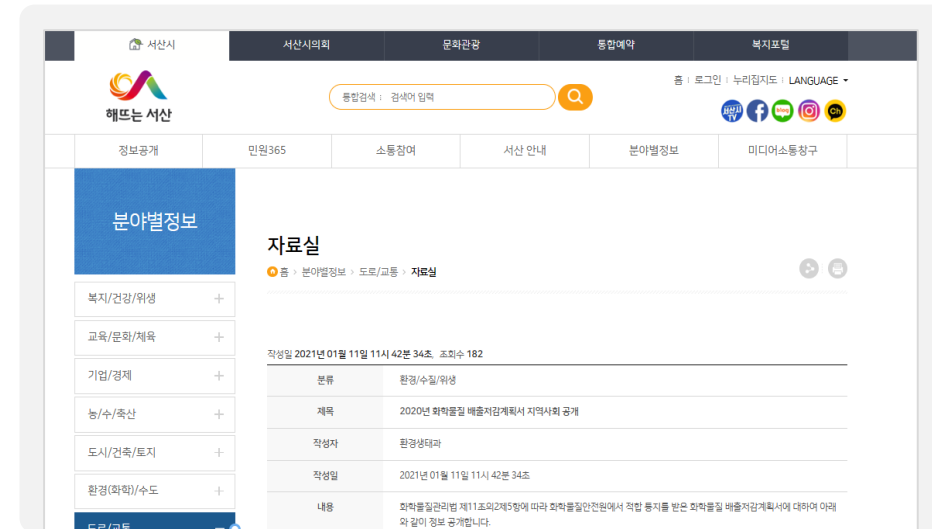 서산시 서산시의회 문화관광 통합예약 복지포털
홈 로그인 누리집지도 LANGUAGE
해뜨는 서산
통합검색 검색어 입력
서산시 TV f blog Ch
정보공개 민원365 소통참여 서산 안내 분야별정보 미디어소통창구
분야별정보
자료실
홈 > 분야별정보 > 도로/교통 > 자료실
복지/건강/위생
교육/문화/체육
기업/경제
농/수/축산
도시/건축/토지
환경(화학)/수도
도로/교통
작성일 2021년 01월 11일 11시 42분 34초, 조회수 182
분류 환경/수질/위생
제목 2020년 화학물질 배출저감계획서 지역사회 공개
작성자 환경생태과
작성일 2021년 01월 11일 11시 42분 34초
내용 화학물질관리법 제11조의2제5항에 따라 화학물질안전원에서 적합 통지를 받은 화학물질 배출저감계획서에 대하여 아래
와 같이 정보 공개합니다.